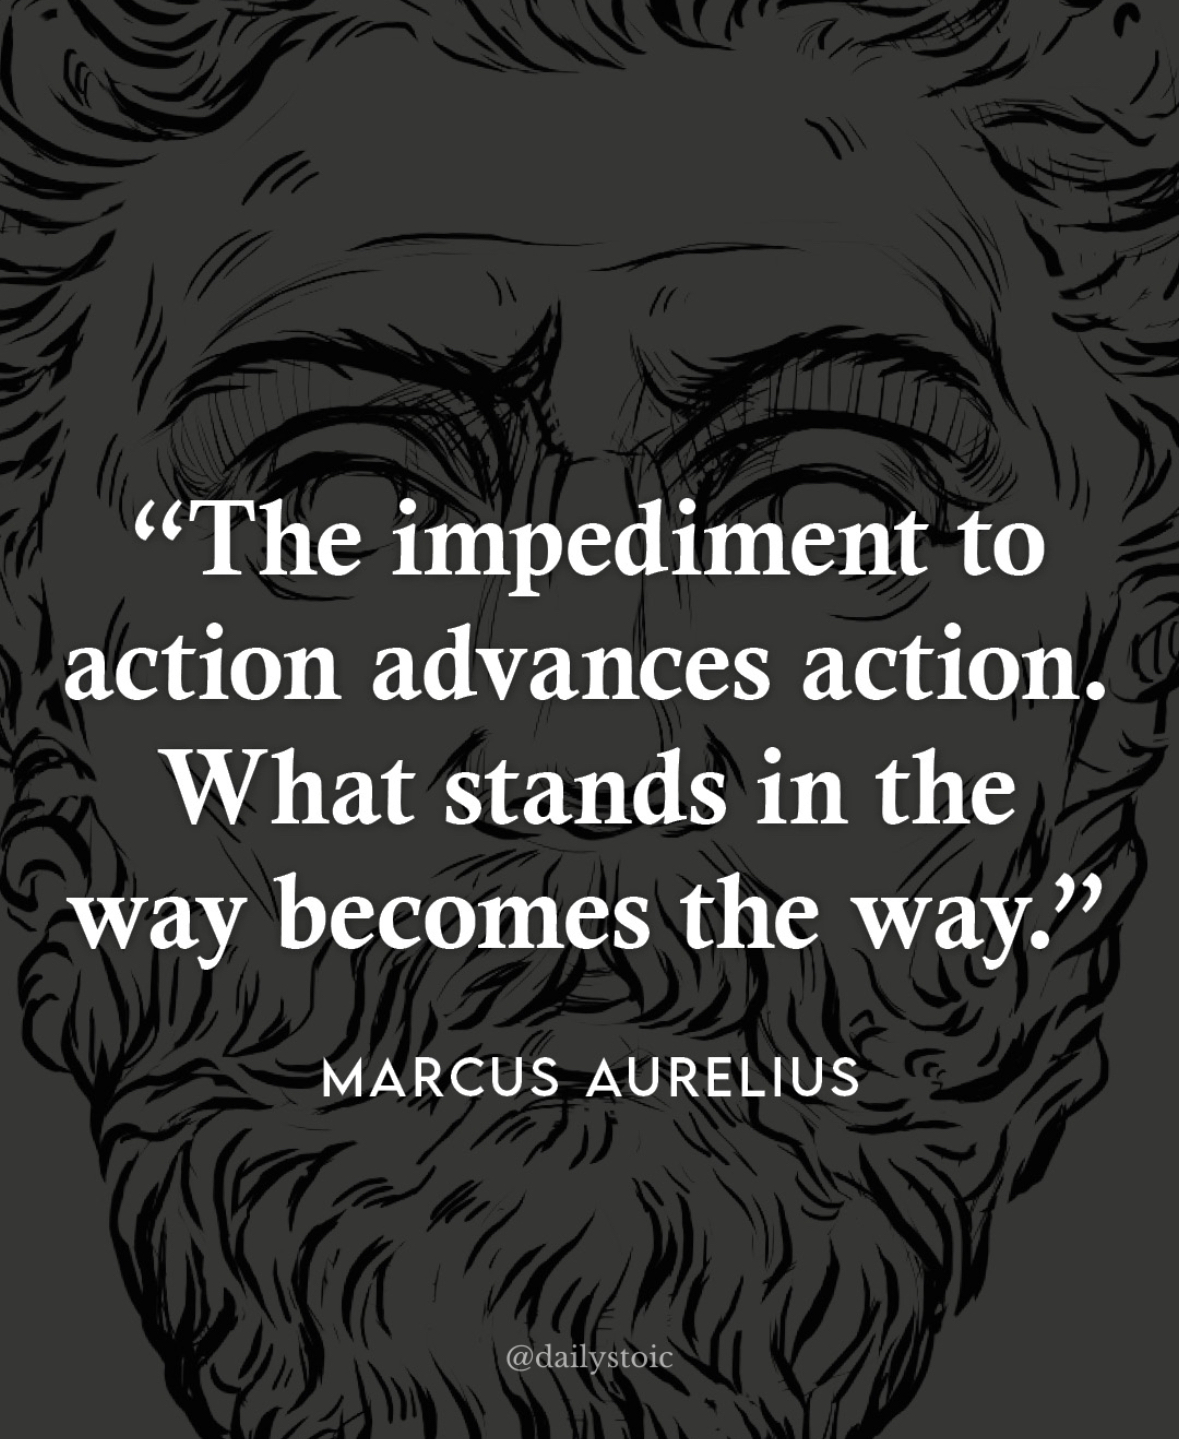 “The impediment to
action advances action.
What stands in the
way becomes the way.”
MARCUS AURELIUS
@dailystoic